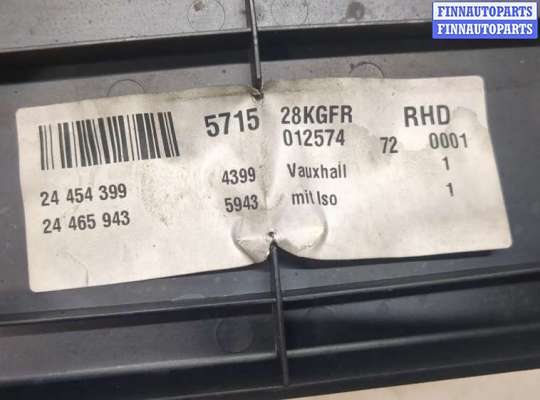 FINNAUTOPARTS
FINNAUTOPARTS
5715 28KGFR RHD
012574 72 0001
24 454 399 4399 Vauxhall 1
24 465 943 5943 mit Iso 1